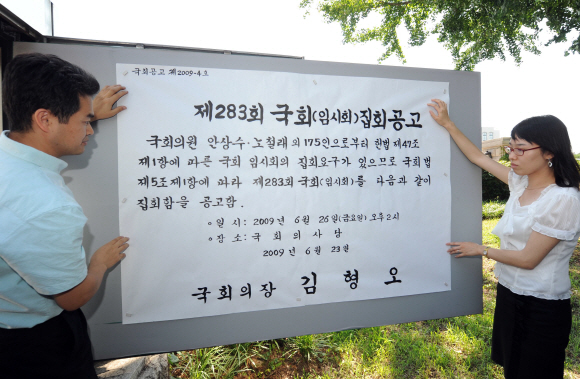 국회공고 제2009-43
제283회 국회(임시회)집회공고
국회의원 안상수·노철래 외 175인으로부터 헌법 제47조
제1항에 따른 국회 임시회의 집회요구가 있으므로 국회법
제5조제1항에 따라 제283회국회(임시회)를 다음과 같이
집회함을 공고함.
○일시: 2009년 6월 26일(금요일)오후2시
○장소: 국회의사당
2009년 6월 23일
국회의장 김형오